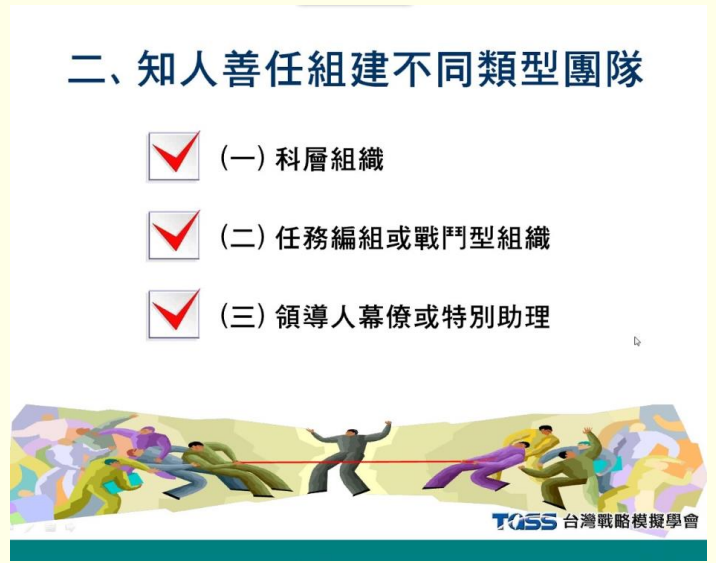 二、知人善任組建不同類型團隊
(一) 科層組織
(二) 任務編組或戰鬥型組織
(三) 領導人幕僚或特別助理
TOSS 台灣戰略模擬學會